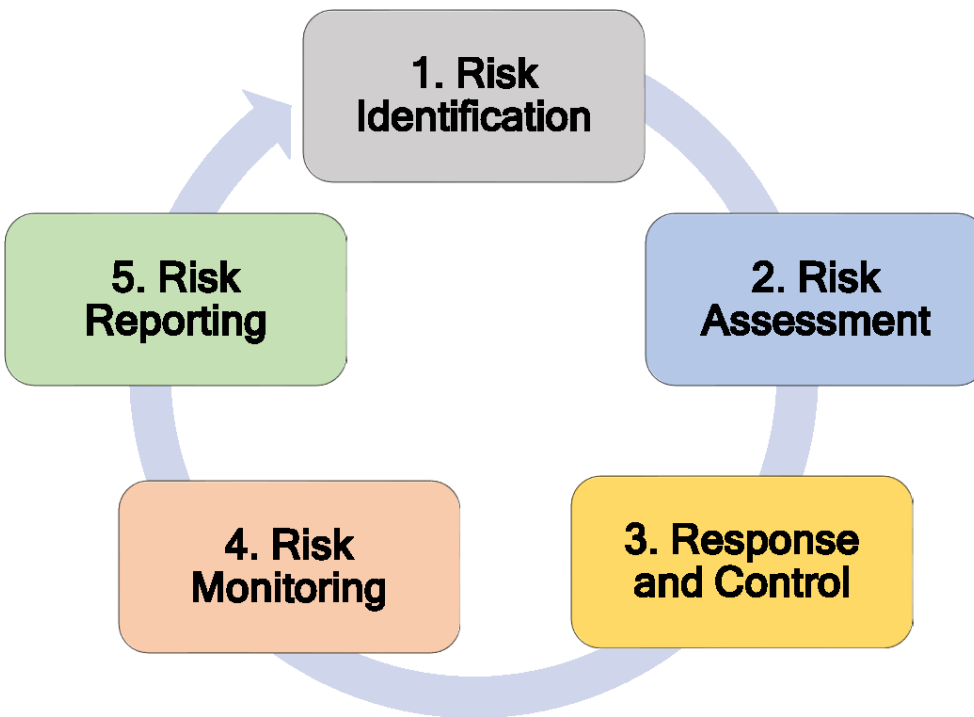 1. Risk
Identification
2. Risk
Assessment
3. Response
and Control
4. Risk
Monitoring
5. Risk
Reporting